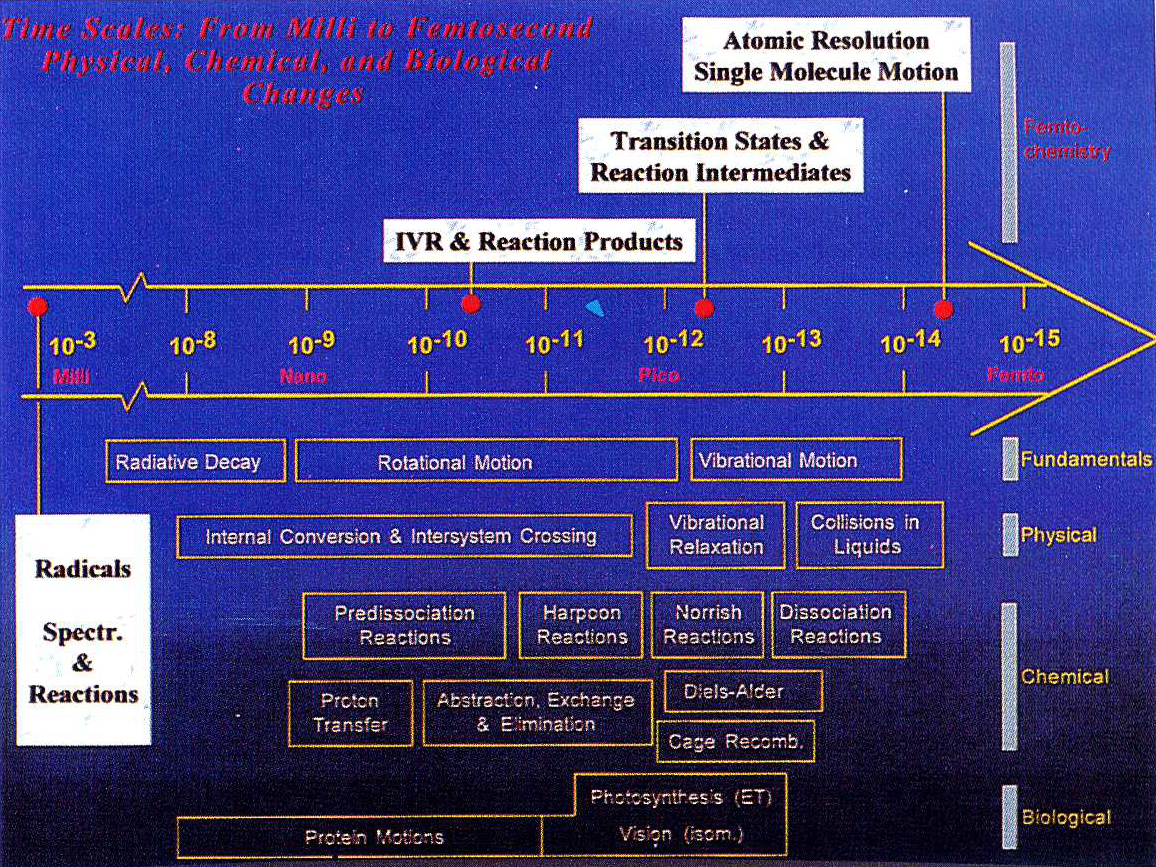 Time Scales: From Milli to Femtosecond
Physical, Chemical, and Biological
Changes
Atomic Resolution
Single Molecule Motion
Femto-
chemistry
Transition States &
Reaction Intermediates
IVR & Reaction Products
10-3 10-8 10-9 10-10 10-11 10-12 10-13 10-14 10-15
Milli Nano Pico Femto
Radiative Decay Rotational Motion Vibrational Motion Fundamentals
Radicals
Spectr.
&
Reactions
Internal Conversion & Intersystem Crossing
Vibrational
Relaxation
Collisions in
Liquids
Physical
Predissociation
Reactions
Harpoon
Reactions
Norrish
Reactions
Dissociation
Reactions
Chemical
Proton
Transfer
Abstraction, Exchange
& Elimination
Diels-Alder
Cage Recomb.
Photosynthesis (ET)
Protein Motions
Vision (isom.)
Biological